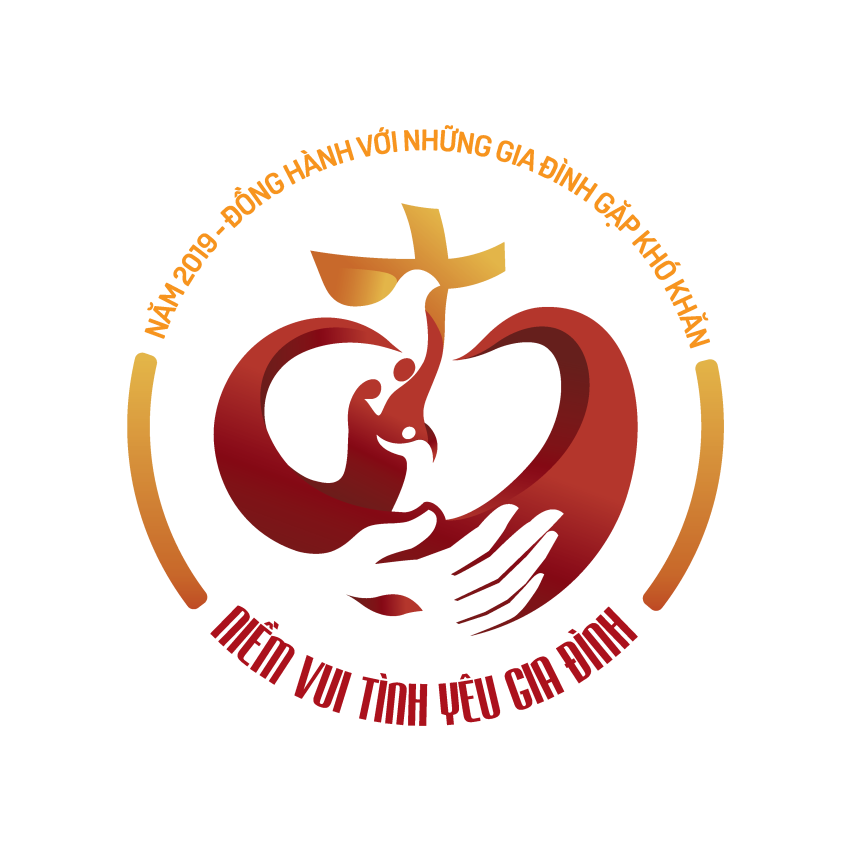 NĂM 2019 - ĐỒNG HÀNH VỚI NHỮNG GIA ĐÌNH GẶP KHÓ KHĂN
NIỀM VUI TÌNH YÊU GIA ĐÌNH